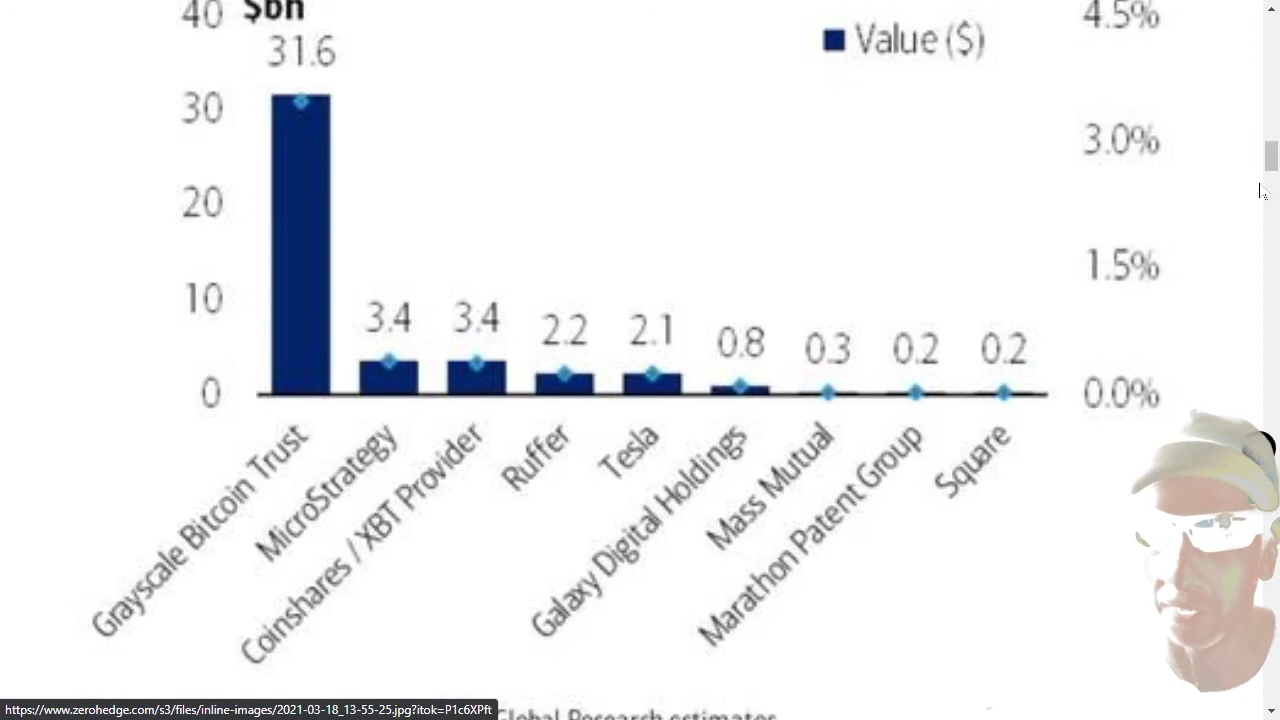 40 $bn
4.5%
31.6
Value ($)
30
3.0%
20
1.5%
10
3.4 3.4 2.2 2.1 0.8 0.3 0.2 0.2
0
0.0%
Grayscale Bitcoin Trust
MicroStrategy
Coinshares / XBT Provider
Ruffer
Tesla
Galaxy Digital Holdings
Mass Mutual
Marathon Patent Group
Square
https://www.zerohedge.com/s3/files/inline-images/2021-03-18_13-55-25.jpg?itok=P1c6XPft
Global Research estimates